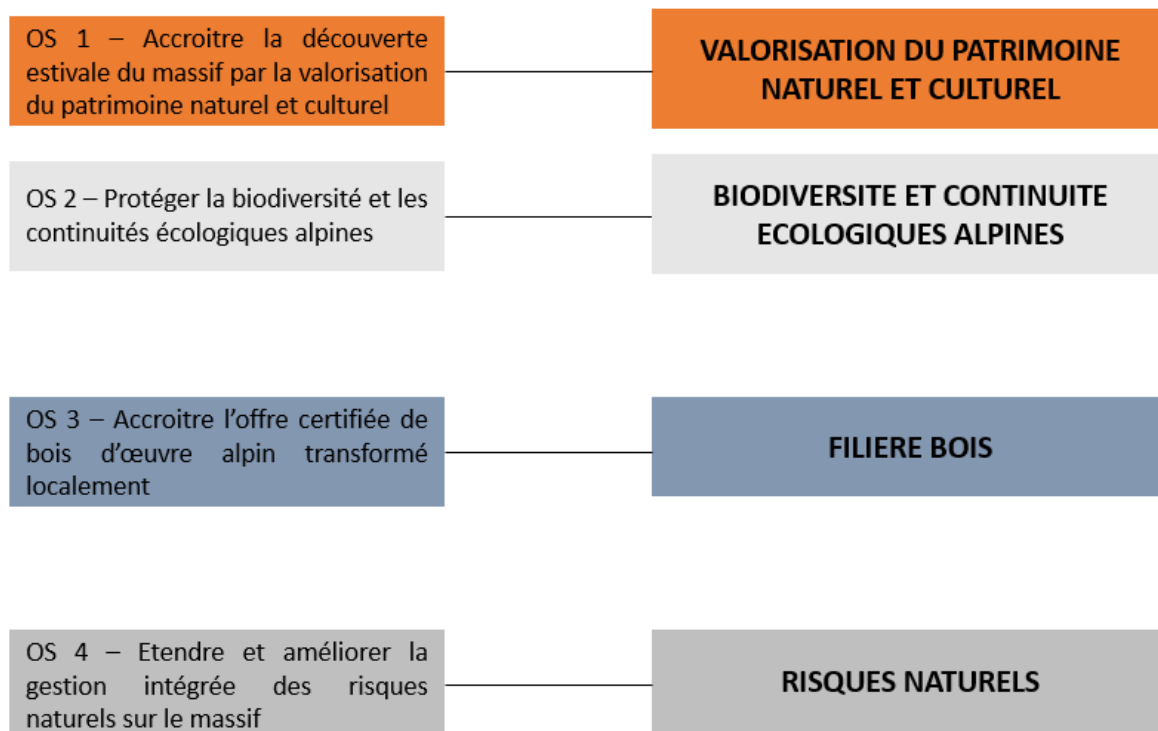 OS 1 – Accroitre la découverte
estivale du massif par la valorisation
du patrimoine naturel et culturel
VALORISATION DU PATRIMOINE
NATUREL ET CULTUREL
OS 2 – Protéger la biodiversité et les
continuités écologiques alpines
BIODIVERSITE ET CONTINUITE
ECOLOGIQUES ALPINES
OS 3 – Accroitre l’offre certifiée de
bois d’œuvre alpin transformé
localement
FILIERE BOIS
OS 4 – Etendre et améliorer la
gestion intégrée des risques
naturels sur le massif
RISQUES NATURELS